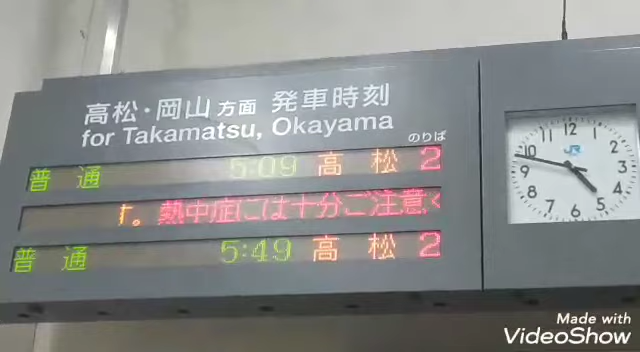 高松・岡山方面 発車時刻
for Takamatsu, Okayama
のりば
普通 5:09 高松 2
す。熱中症には十分ご注意く
普通 5:49 高松 2
12 1 2 3 4 5 6 7 8 9 10 11
JR
Made with
VideoShow